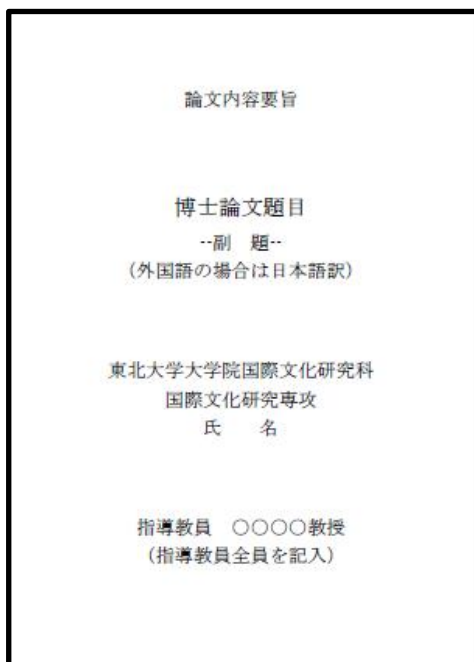 論文内容要旨
博士論文題目
--副　題--
（外国語の場合は日本語訳）
東北大学大学院国際文化研究科
国際文化研究専攻
氏　　名
指導教員　○○○○教授
（指導教員全員を記入）